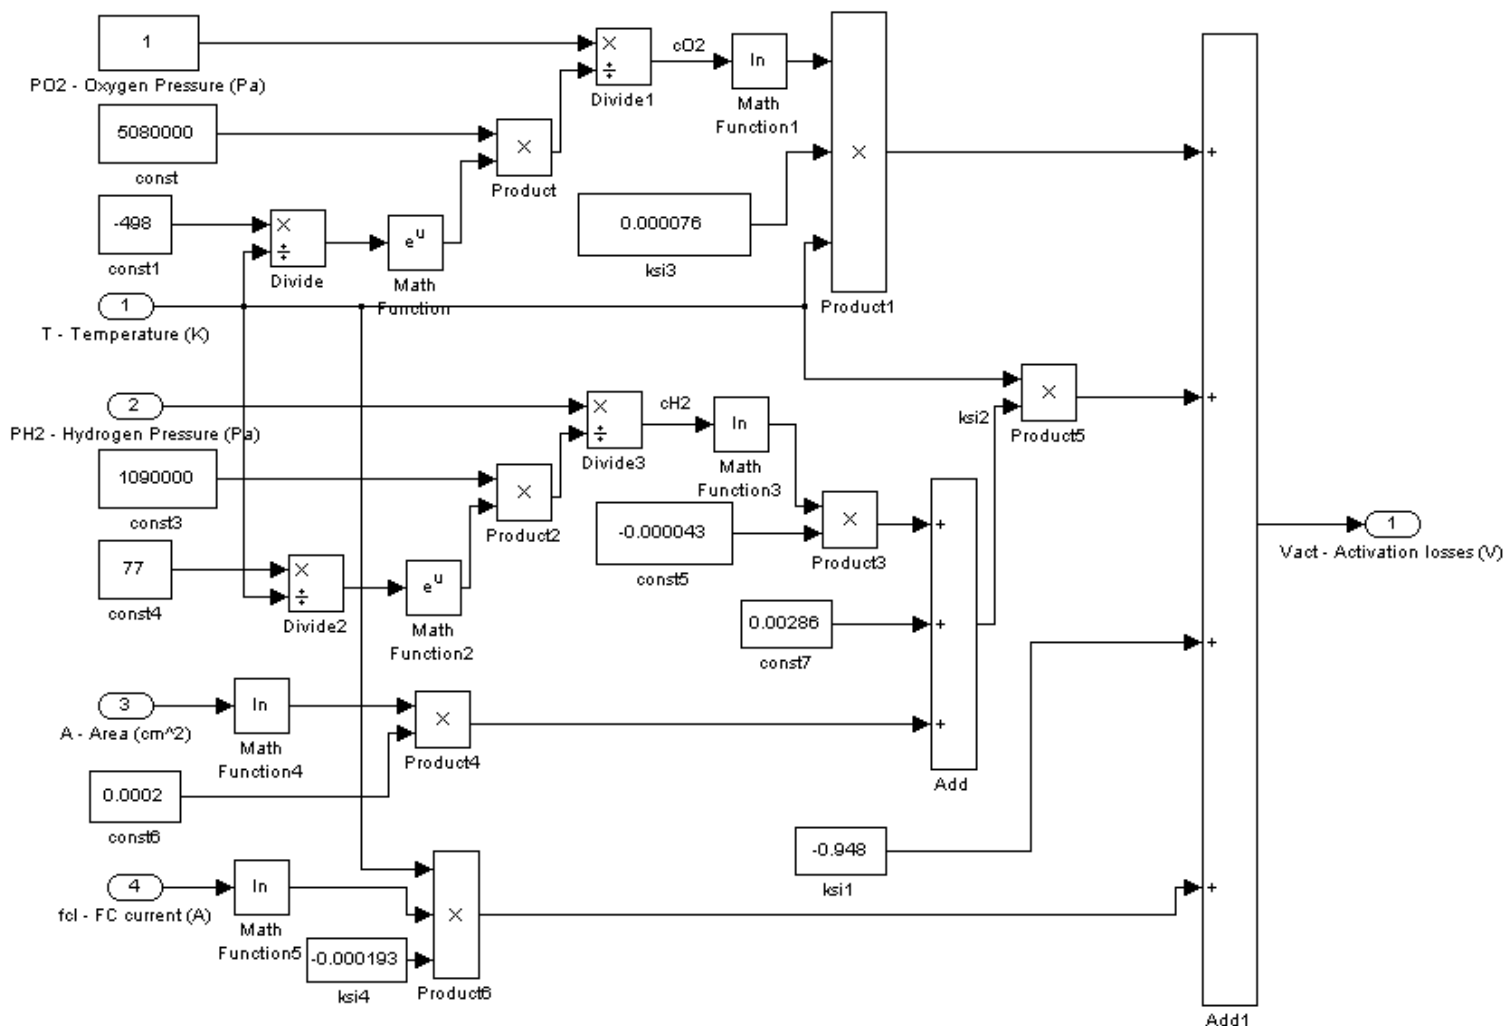 1
PO2 - Oxygen Pressure (Pa)
5080000
const
-498
const1
×
÷
Divide
e^u
Math
Function
×
Product
×
÷
Divide1
cO2
ln
Math
Function1
0.000076
ksi3
×
Product1
1
T - Temperature (K)
2
PH2 - Hydrogen Pressure (Pa)
1090000
const3
77
const4
×
÷
Divide2
e^u
Math
Function2
×
Product2
×
÷
Divide3
cH2
ln
Math
Function3
-0.000043
const5
×
Product3
0.00286
const7
3
A - Area (cm^2)
ln
Math
Function4
0.0002
const6
×
Product4
+
+
+
Add
ksi2
×
Product5
-0.948
ksi1
4
fcI - FC current (A)
ln
Math
Function5
-0.000193
ksi4
×
Product6
+
+
+
+
Add1
1
Vact - Activation losses (V)